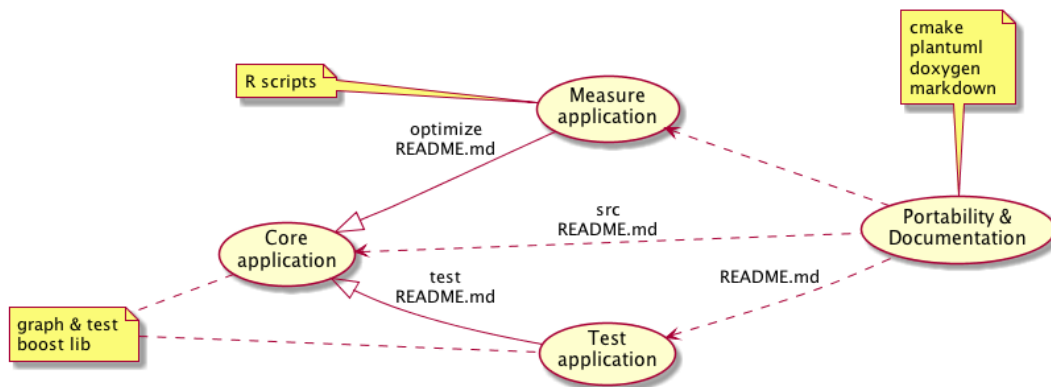 cmake
plantuml
doxygen
markdown
R scripts
Measure
application
optimize
README.md
Portability &
Documentation
src
README.md
Core
application
test
README.md
README.md
graph & test
boost lib
Test
application